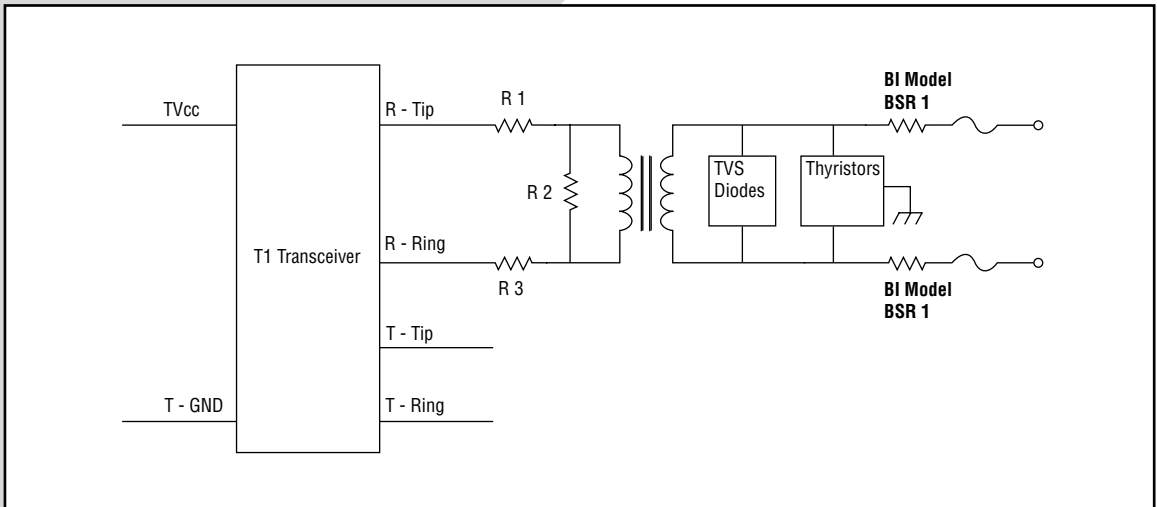 BI Model
BSR 1
TVcc
R - Tip
R 1
R 2
TVS
Diodes
Thyristors
R - Ring
T1 Transceiver
R 3
BI Model
BSR 1
T - Tip
T - GND
T - Ring